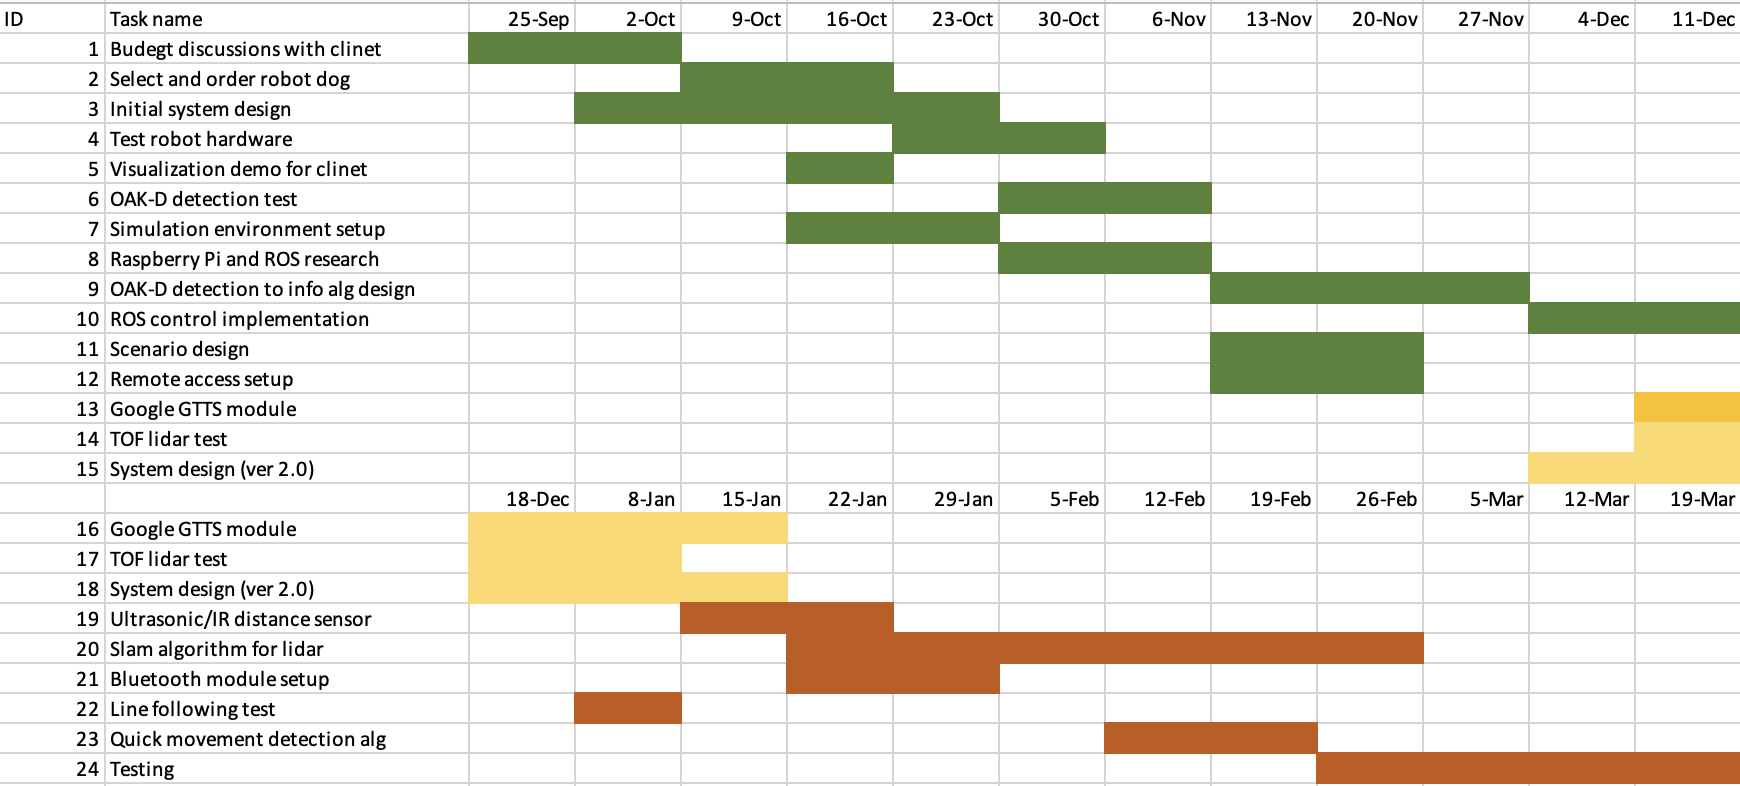 ID Task name 25-Sep 2-Oct 9-Oct 16-Oct 23-Oct 30-Oct 6-Nov 13-Nov 20-Nov 27-Nov 4-Dec 11-Dec
1 Budegt discussions with clinet
2 Select and order robot dog
3 Initial system design
4 Test robot hardware
5 Visualization demo for clinet
6 OAK-D detection test
7 Simulation environment setup
8 Raspberry Pi and ROS research
9 OAK-D detection to info alg design
10 ROS control implementation
11 Scenario design
12 Remote access setup
13 Google GTTS module
14 TOF lidar test
15 System design (ver 2.0)
18-Dec 8-Jan 15-Jan 22-Jan 29-Jan 5-Feb 12-Feb 19-Feb 26-Feb 5-Mar 12-Mar 19-Mar
16 Google GTTS module
17 TOF lidar test
18 System design (ver 2.0)
19 Ultrasonic/IR distance sensor
20 Slam algorithm for lidar
21 Bluetooth module setup
22 Line following test
23 Quick movement detection alg
24 Testing